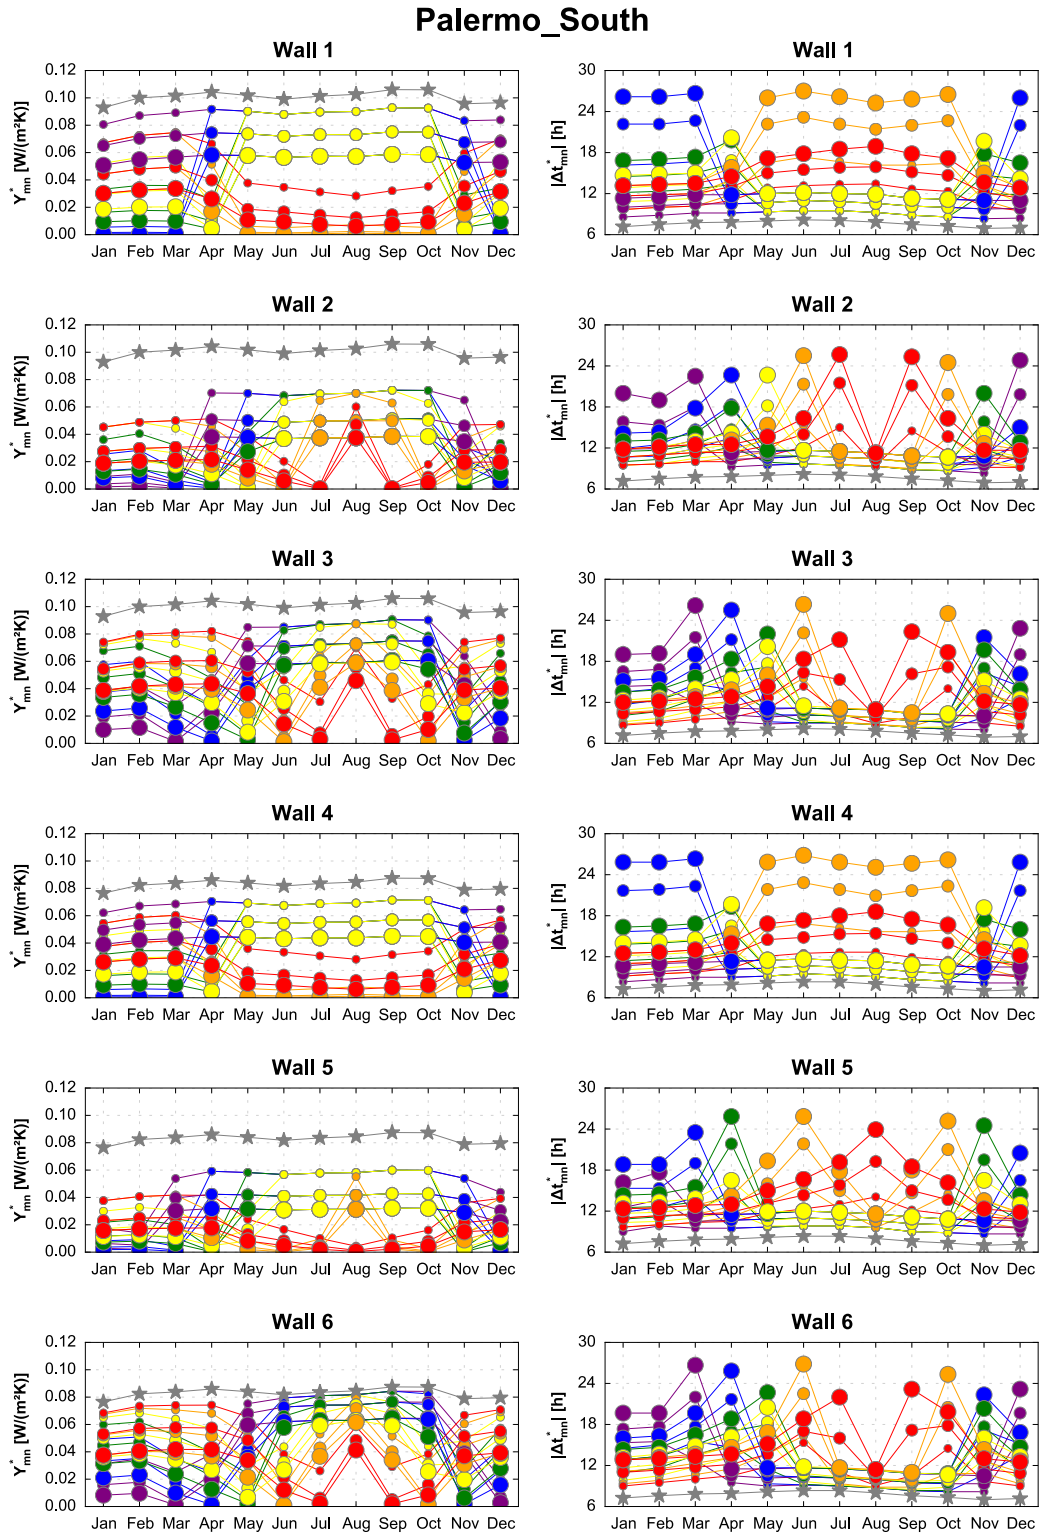 Palermo_South
Wall 1
Y*mn [W/(m²K)]
0.12
0.10
0.08
0.06
0.04
0.02
0.00
Jan Feb Mar Apr May Jun Jul Aug Sep Oct Nov Dec
Wall 1
|Δt*mn| [h]
30
24
18
12
6
Jan Feb Mar Apr May Jun Jul Aug Sep Oct Nov Dec
Wall 2
Y*mn [W/(m²K)]
0.12
0.10
0.08
0.06
0.04
0.02
0.00
Jan Feb Mar Apr May Jun Jul Aug Sep Oct Nov Dec
Wall 2
|Δt*mn| [h]
30
24
18
12
6
Jan Feb Mar Apr May Jun Jul Aug Sep Oct Nov Dec
Wall 3
Y*mn [W/(m²K)]
0.12
0.10
0.08
0.06
0.04
0.02
0.00
Jan Feb Mar Apr May Jun Jul Aug Sep Oct Nov Dec
Wall 3
|Δt*mn| [h]
30
24
18
12
6
Jan Feb Mar Apr May Jun Jul Aug Sep Oct Nov Dec
Wall 4
Y*mn [W/(m²K)]
0.12
0.10
0.08
0.06
0.04
0.02
0.00
Jan Feb Mar Apr May Jun Jul Aug Sep Oct Nov Dec
Wall 4
|Δt*mn| [h]
30
24
18
12
6
Jan Feb Mar Apr May Jun Jul Aug Sep Oct Nov Dec
Wall 5
Y*mn [W/(m²K)]
0.12
0.10
0.08
0.06
0.04
0.02
0.00
Jan Feb Mar Apr May Jun Jul Aug Sep Oct Nov Dec
Wall 5
|Δt*mn| [h]
30
24
18
12
6
Jan Feb Mar Apr May Jun Jul Aug Sep Oct Nov Dec
Wall 6
Y*mn [W/(m²K)]
0.12
0.10
0.08
0.06
0.04
0.02
0.00
Jan Feb Mar Apr May Jun Jul Aug Sep Oct Nov Dec
Wall 6
|Δt*mn| [h]
30
24
18
12
6
Jan Feb Mar Apr May Jun Jul Aug Sep Oct Nov Dec